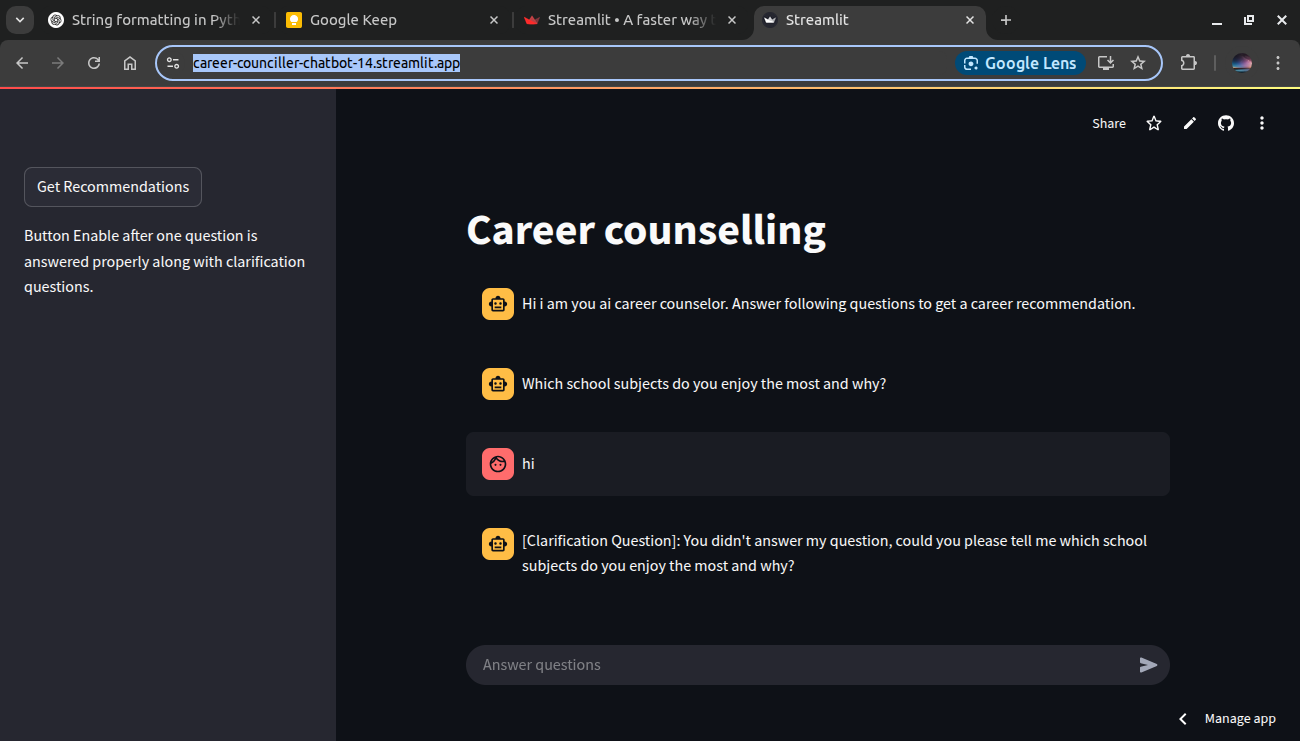 String formatting in Pyth
Google Keep
Streamlit • A faster way t
Streamlit
career-counciller-chatbot-14.streamlit.app
Google Lens
Share
Get Recommendations
Button Enable after one question is
answered properly along with clarification
questions.
Career counselling
Hi i am you ai career counselor. Answer following questions to get a career recommendation.
Which school subjects do you enjoy the most and why?
hi
[Clarification Question]: You didn't answer my question, could you please tell me which school
subjects do you enjoy the most and why?
Answer questions
Manage app